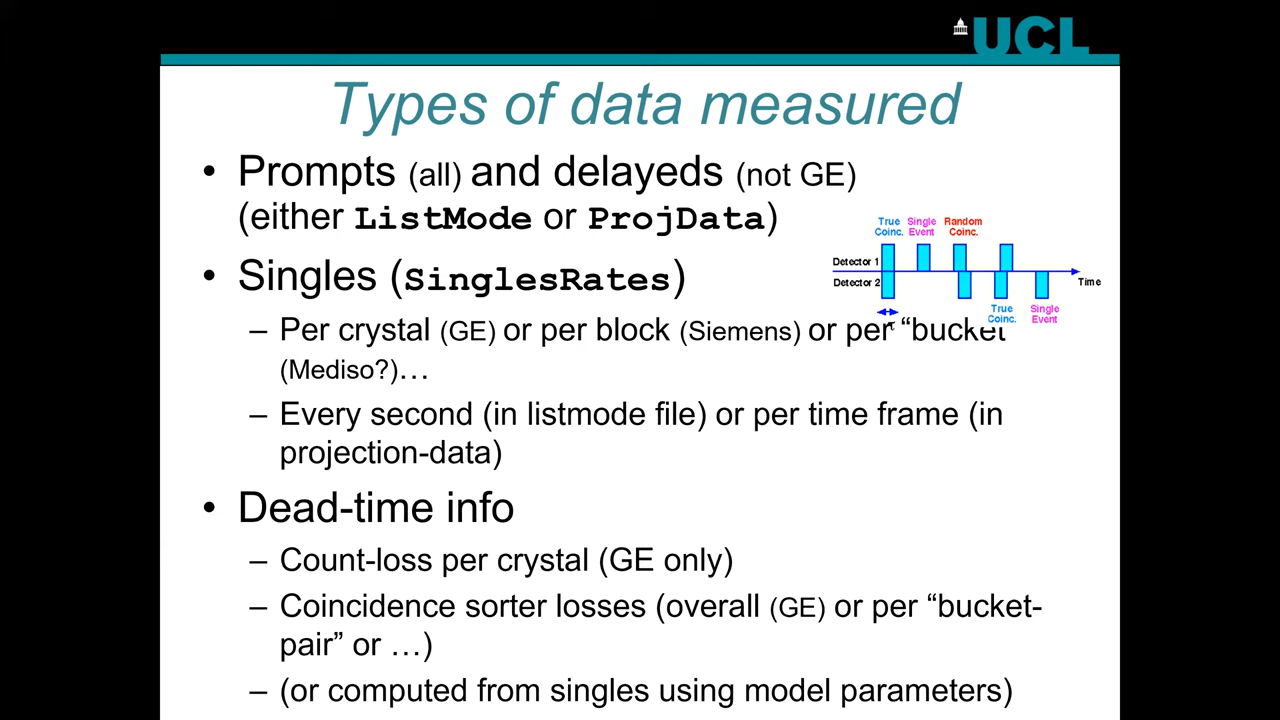 UCL
Types of data measured
• Prompts (all) and delayeds (not GE)
(either ListMode or ProjData)
• Singles (SinglesRates)
– Per crystal (GE) or per block (Siemens) or per “bucket
(Mediso?)…
– Every second (in listmode file) or per time frame (in
projection-data)
• Dead-time info
– Count-loss per crystal (GE only)
– Coincidence sorter losses (overall (GE) or per “bucket-
pair” or …)
– (or computed from singles using model parameters)
True Coinc.
Single Event
Random Coinc.
Detector 1
Detector 2
Time
τ
True Coinc.
Single Event